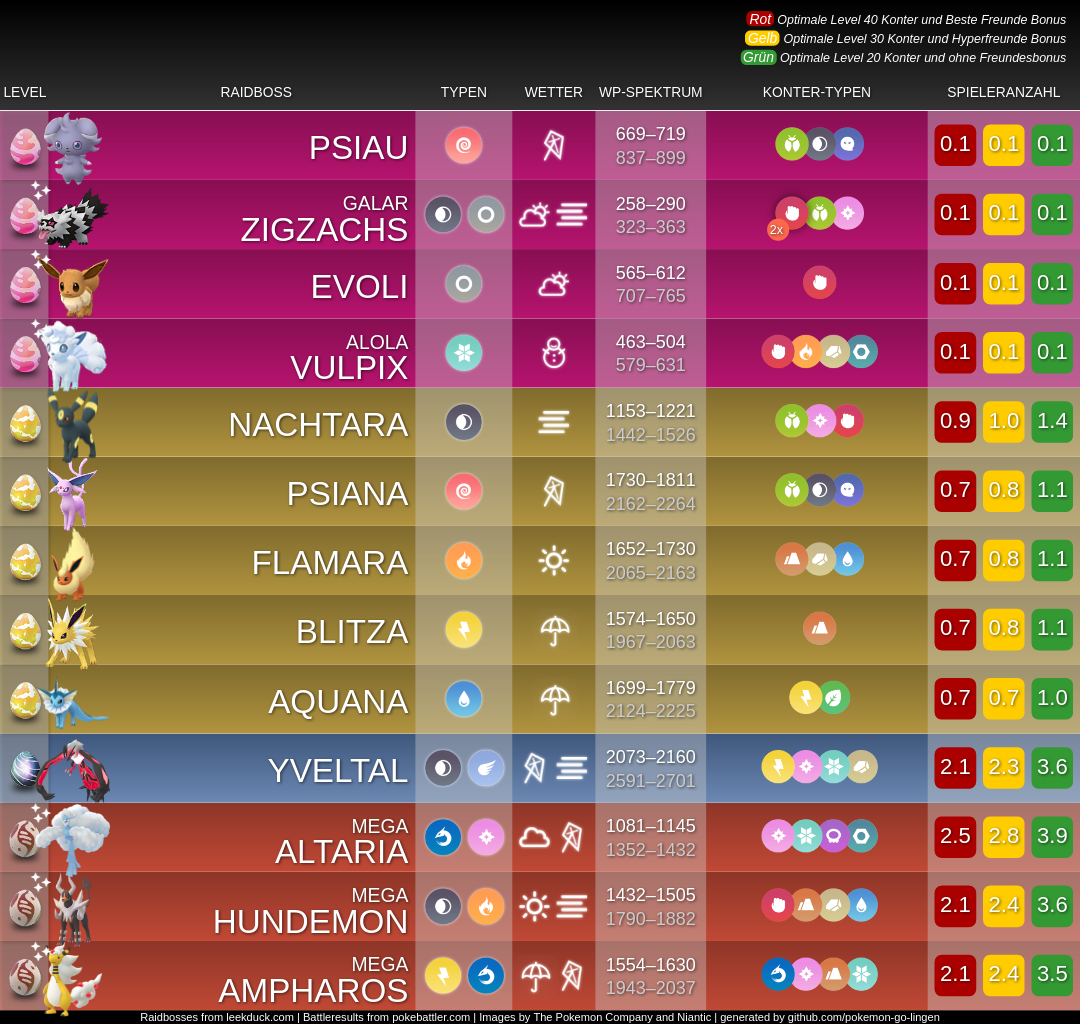 Rot Optimale Level 40 Konter und Beste Freunde Bonus
Gelb Optimale Level 30 Konter und Hyperfreunde Bonus
Grün Optimale Level 20 Konter und ohne Freundesbonus
LEVEL RAIDBOSS TYPEN WETTER WP-SPEKTRUM KONTER-TYPEN SPIELERANZAHL
PSIAU 669–719 0.1 0.1 0.1
837–899
GALAR 258–290
ZIGZACHS 323–363 2x 0.1 0.1 0.1
EVOLI 565–612 0.1 0.1 0.1
707–765
ALOLA 463–504
VULPIX 579–631 0.1 0.1 0.1
NACHTARA 1153–1221 0.9 1.0 1.4
1442–1526
PSIANA 1730–1811 0.7 0.8 1.1
2162–2264
FLAMARA 1652–1730 0.7 0.8 1.1
2065–2163
BLITZA 1574–1650 0.7 0.8 1.1
1967–2063
AQUANA 1699–1779 0.7 0.7 1.0
2124–2225
YVELTAL 2073–2160 2.1 2.3 3.6
2591–2701
MEGA 1081–1145
ALTARIA 1352–1432 2.5 2.8 3.9
MEGA 1432–1505
HUNDEMON 1790–1882 2.1 2.4 3.6
MEGA 1554–1630
AMPHAROS 1943–2037 2.1 2.4 3.5
Raidbosses from leekduck.com | Battleresults from pokebattler.com | Images by The Pokemon Company and Niantic | generated by github.com/pokemon-go-lingen